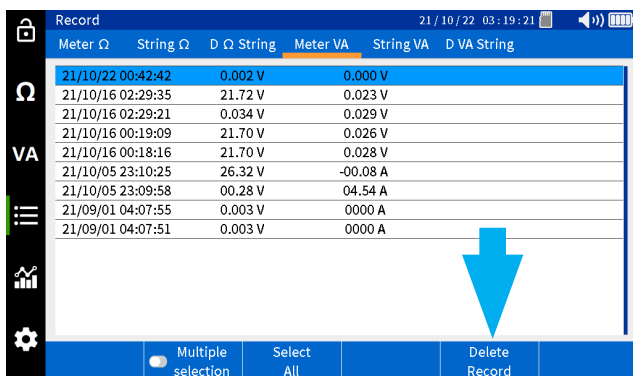 Record 21/10/22 03:19:21
Meter Ω String Ω D Ω String Meter VA String VA D VA String
21/10/22 00:42:42 0.002 V 0.000 V
21/10/16 02:29:35 21.72 V 0.023 V
21/10/16 02:29:21 0.034 V 0.029 V
21/10/16 00:19:09 21.70 V 0.026 V
21/10/16 00:18:16 21.70 V 0.028 V
21/10/05 23:10:25 26.32 V -00.08 A
21/10/05 23:09:58 00.28 V 04.54 A
21/09/01 04:07:55 0.003 V 0000 A
21/09/01 04:07:51 0.003 V 0000 A
Ω
VA
Multiple selection
Select All
Delete Record